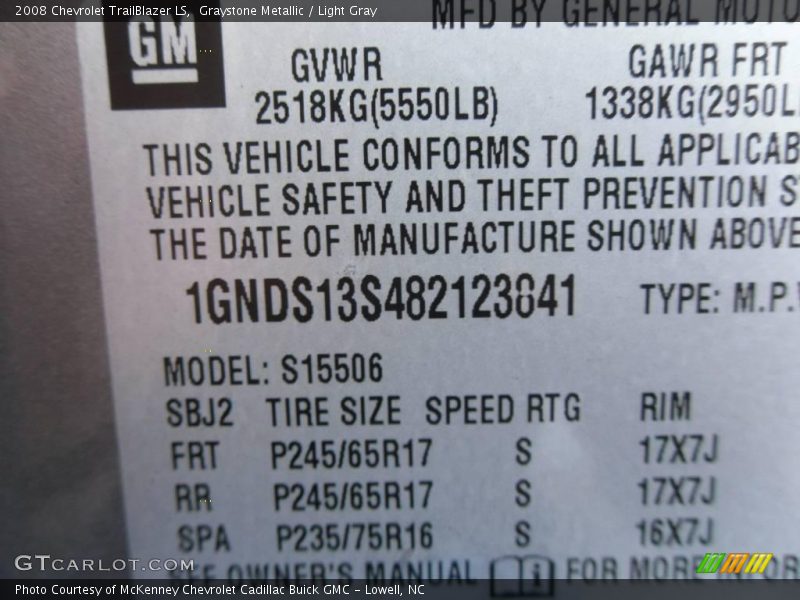 2008 Chevrolet TrailBlazer LS, Graystone Metallic / Light Gray
MFD BY GENERAL MOTO
GM
GVWR GAWR FRT
2518KG(5550LB) 1338KG(2950L
THIS VEHICLE CONFORMS TO ALL APPLICAB
VEHICLE SAFETY AND THEFT PREVENTION S
THE DATE OF MANUFACTURE SHOWN ABOVE
1GNDS13S482123841 TYPE: M.P.V
MODEL: S15506
SBJ2 TIRE SIZE SPEED RTG RIM
FRT P245/65R17 S 17X7J
RR P245/65R17 S 17X7J
SPA P235/75R16 S 16X7J
SEE OWNER'S MANUAL i FOR MORE
GTCARLOT.COM
Photo Courtesy of McKenney Chevrolet Cadillac Buick GMC - Lowell, NC